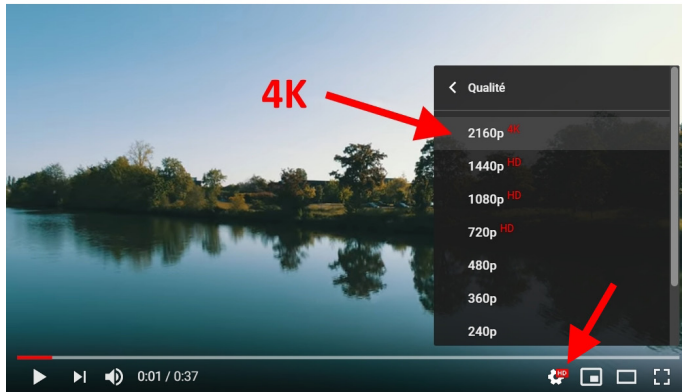 4K
Qualité
2160p HD
1440p HD
1080p HD
720p HD
480p
360p
240p
0:01 / 0:37
HD